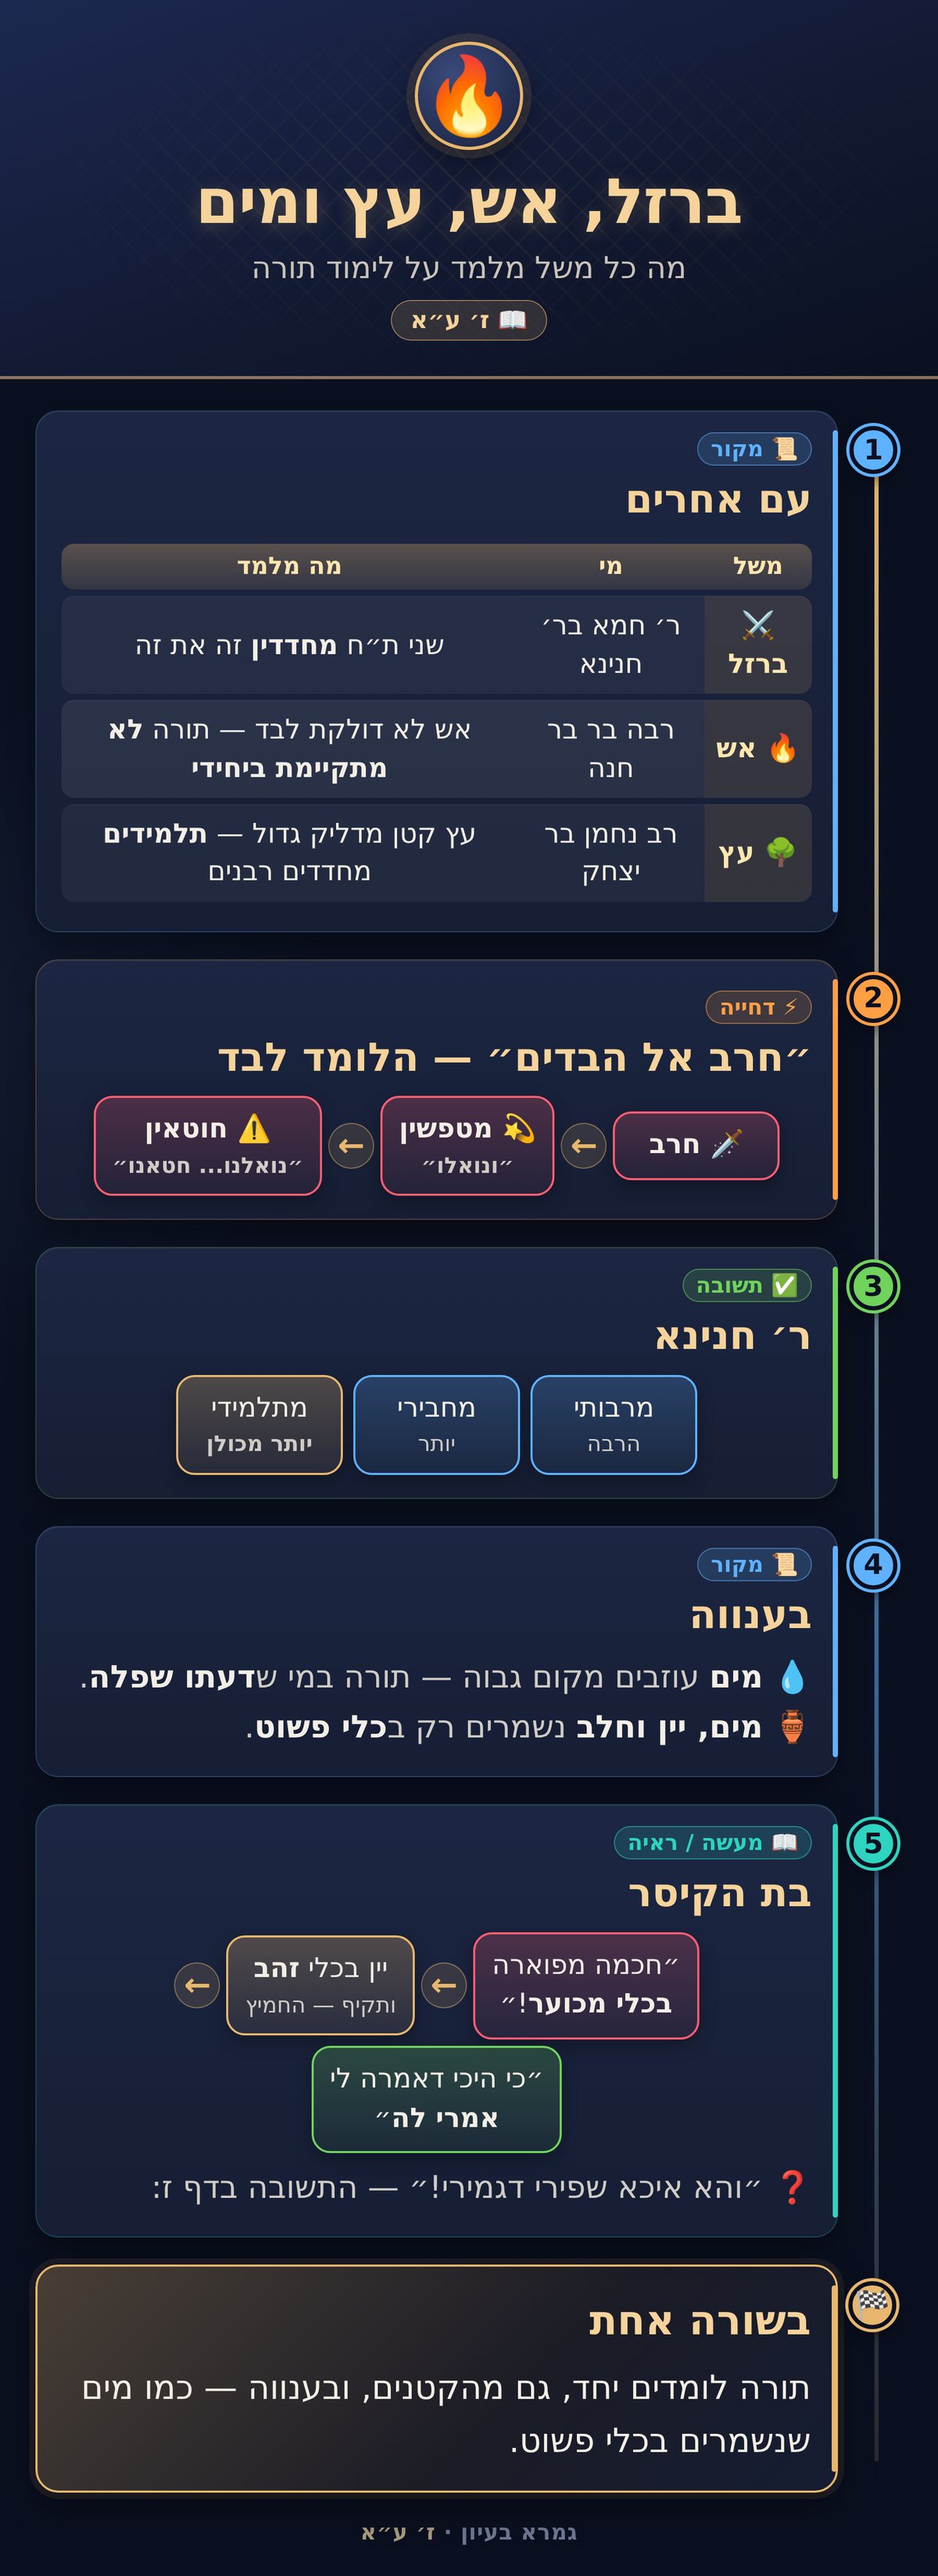 ברזל, אש, עץ ומים
מה כל משל מלמד על לימוד תורה
📖 ז׳ ע״א
1
📜 מקור
עם אחרים
משל מי מה מלמד
⚔️ ברזל
ר׳ חמא בר׳ חנינא
שני ת״ח מחדדין זה את זה
🔥 אש
רבה בר בר חנה
אש לא דולקת לבד — תורה לא
מתקיימת ביחידי
🌳 עץ
רב נחמן בר יצחק
עץ קטן מדליק גדול — תלמידים
מחדדים רבנים
2
⚡ דחייה
״חרב אל הבדים״ — הלומד לבד
🗡️ חרב
←
💫 מטפשין
״ונואלו״
←
⚠️ חוטאין
״נואלנו... חטאנו״
3
✅ תשובה
ר׳ חנינא
מרבותי
הרבה
מחבירי
יותר
מתלמידי
יותר מכולן
4
📜 מקור
בענווה
💧 מים עוזבים מקום גבוה — תורה במי שדעתו שפלה.
🏺 מים, יין וחלב נשמרים רק בכלי פשוט.
5
📖 מעשה / ראיה
בת הקיסר
״חכמה מפוארה
בכלי מכוער!״
←
יין בכלי זהב
ותקיף — החמיץ
←
״כי היכי דאמרה לי
אמרי לה״
❓ ״והא איכא שפירי דגמירי!״ — התשובה בדף ז:
🏁
בשורה אחת
תורה לומדים יחד, גם מהקטנים, ובענווה — כמו מים
שנשמרים בכלי פשוט.
גמרא בעיון · ז׳ ע״א